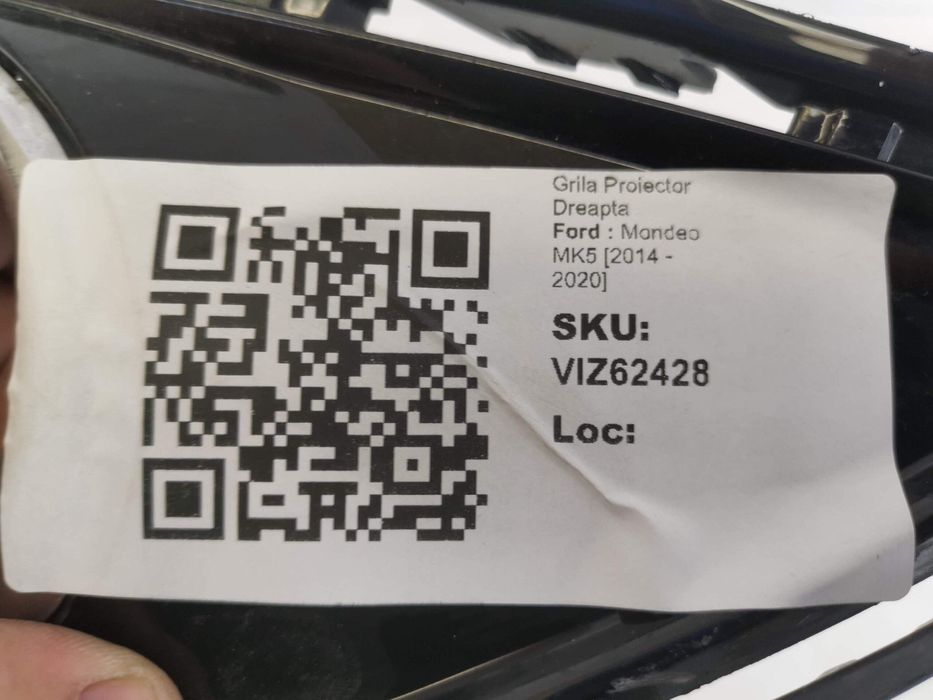 Grila Proiector
Dreapta
Ford : Mondeo
MK5 [2014 -
2020]
SKU:
VIZ62428
Loc: